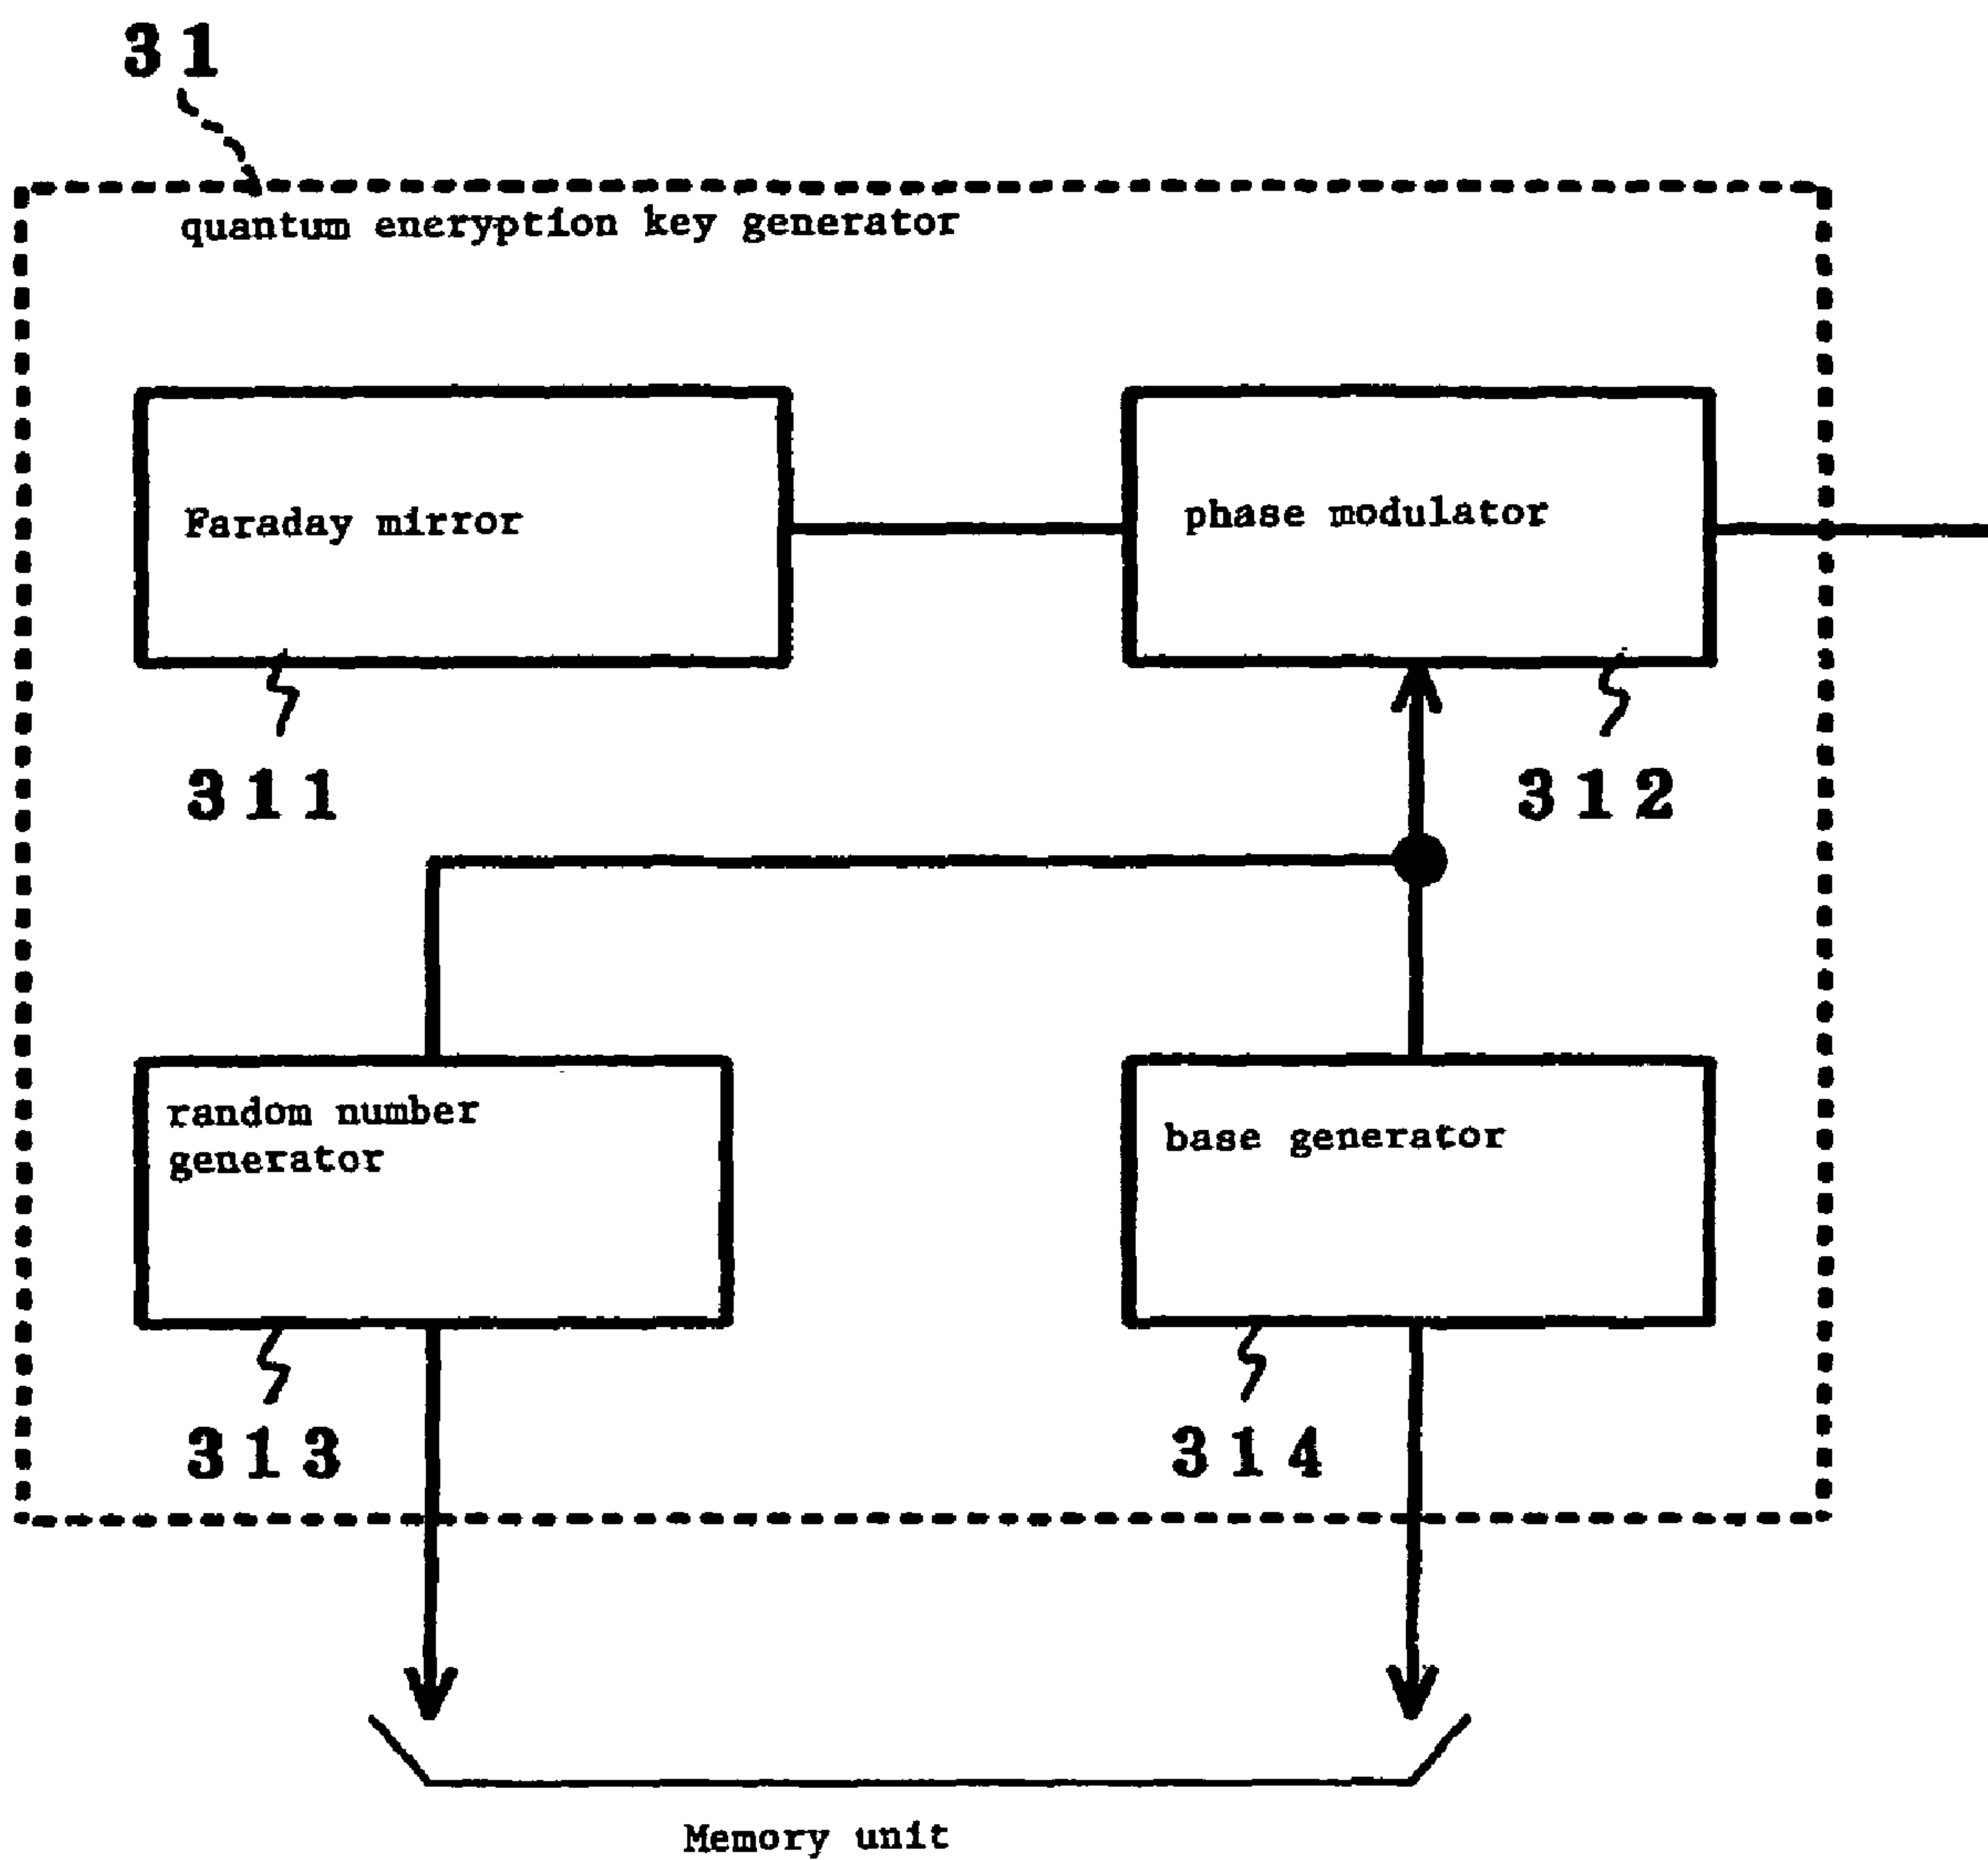 31
quantum eneryption key generator
Faraday mirror
phase modulator
311
312
random number
generator
base generator
313
314
Memory unit